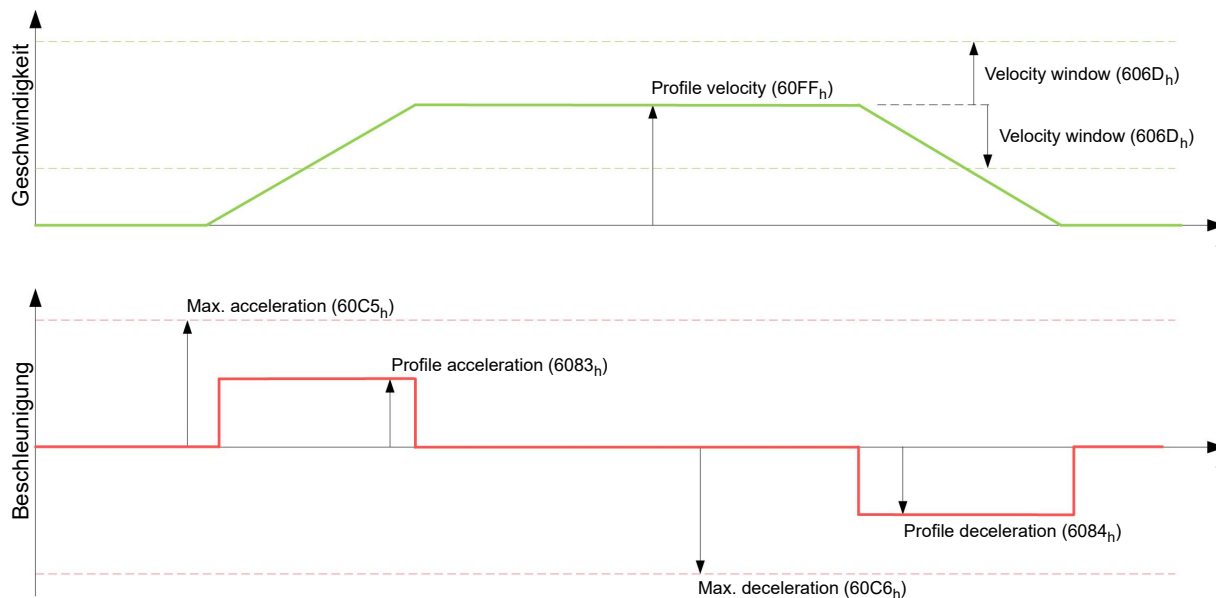 Geschwindigkeit
Velocity window (606Dₕ)
Profile velocity (60FFₕ)
Velocity window (606Dₕ)
Beschleunigung
Max. acceleration (60C5ₕ)
Profile acceleration (6083ₕ)
Profile deceleration (6084ₕ)
Max. deceleration (60C6ₕ)